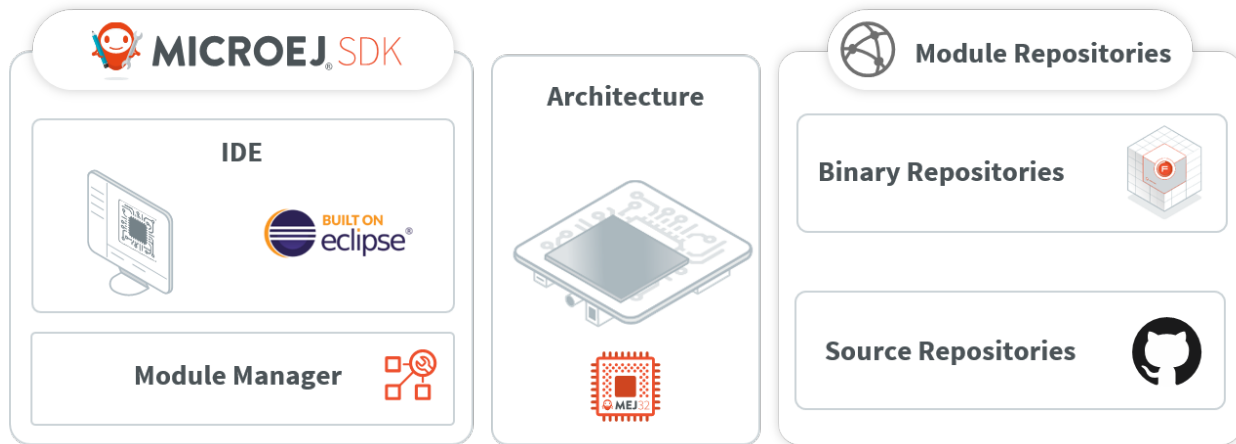 MICROEJ® SDK
IDE
BUILT ON
eclipse®
Module Manager
Architecture
MEJ32
Module Repositories
Binary Repositories
F
Source Repositories